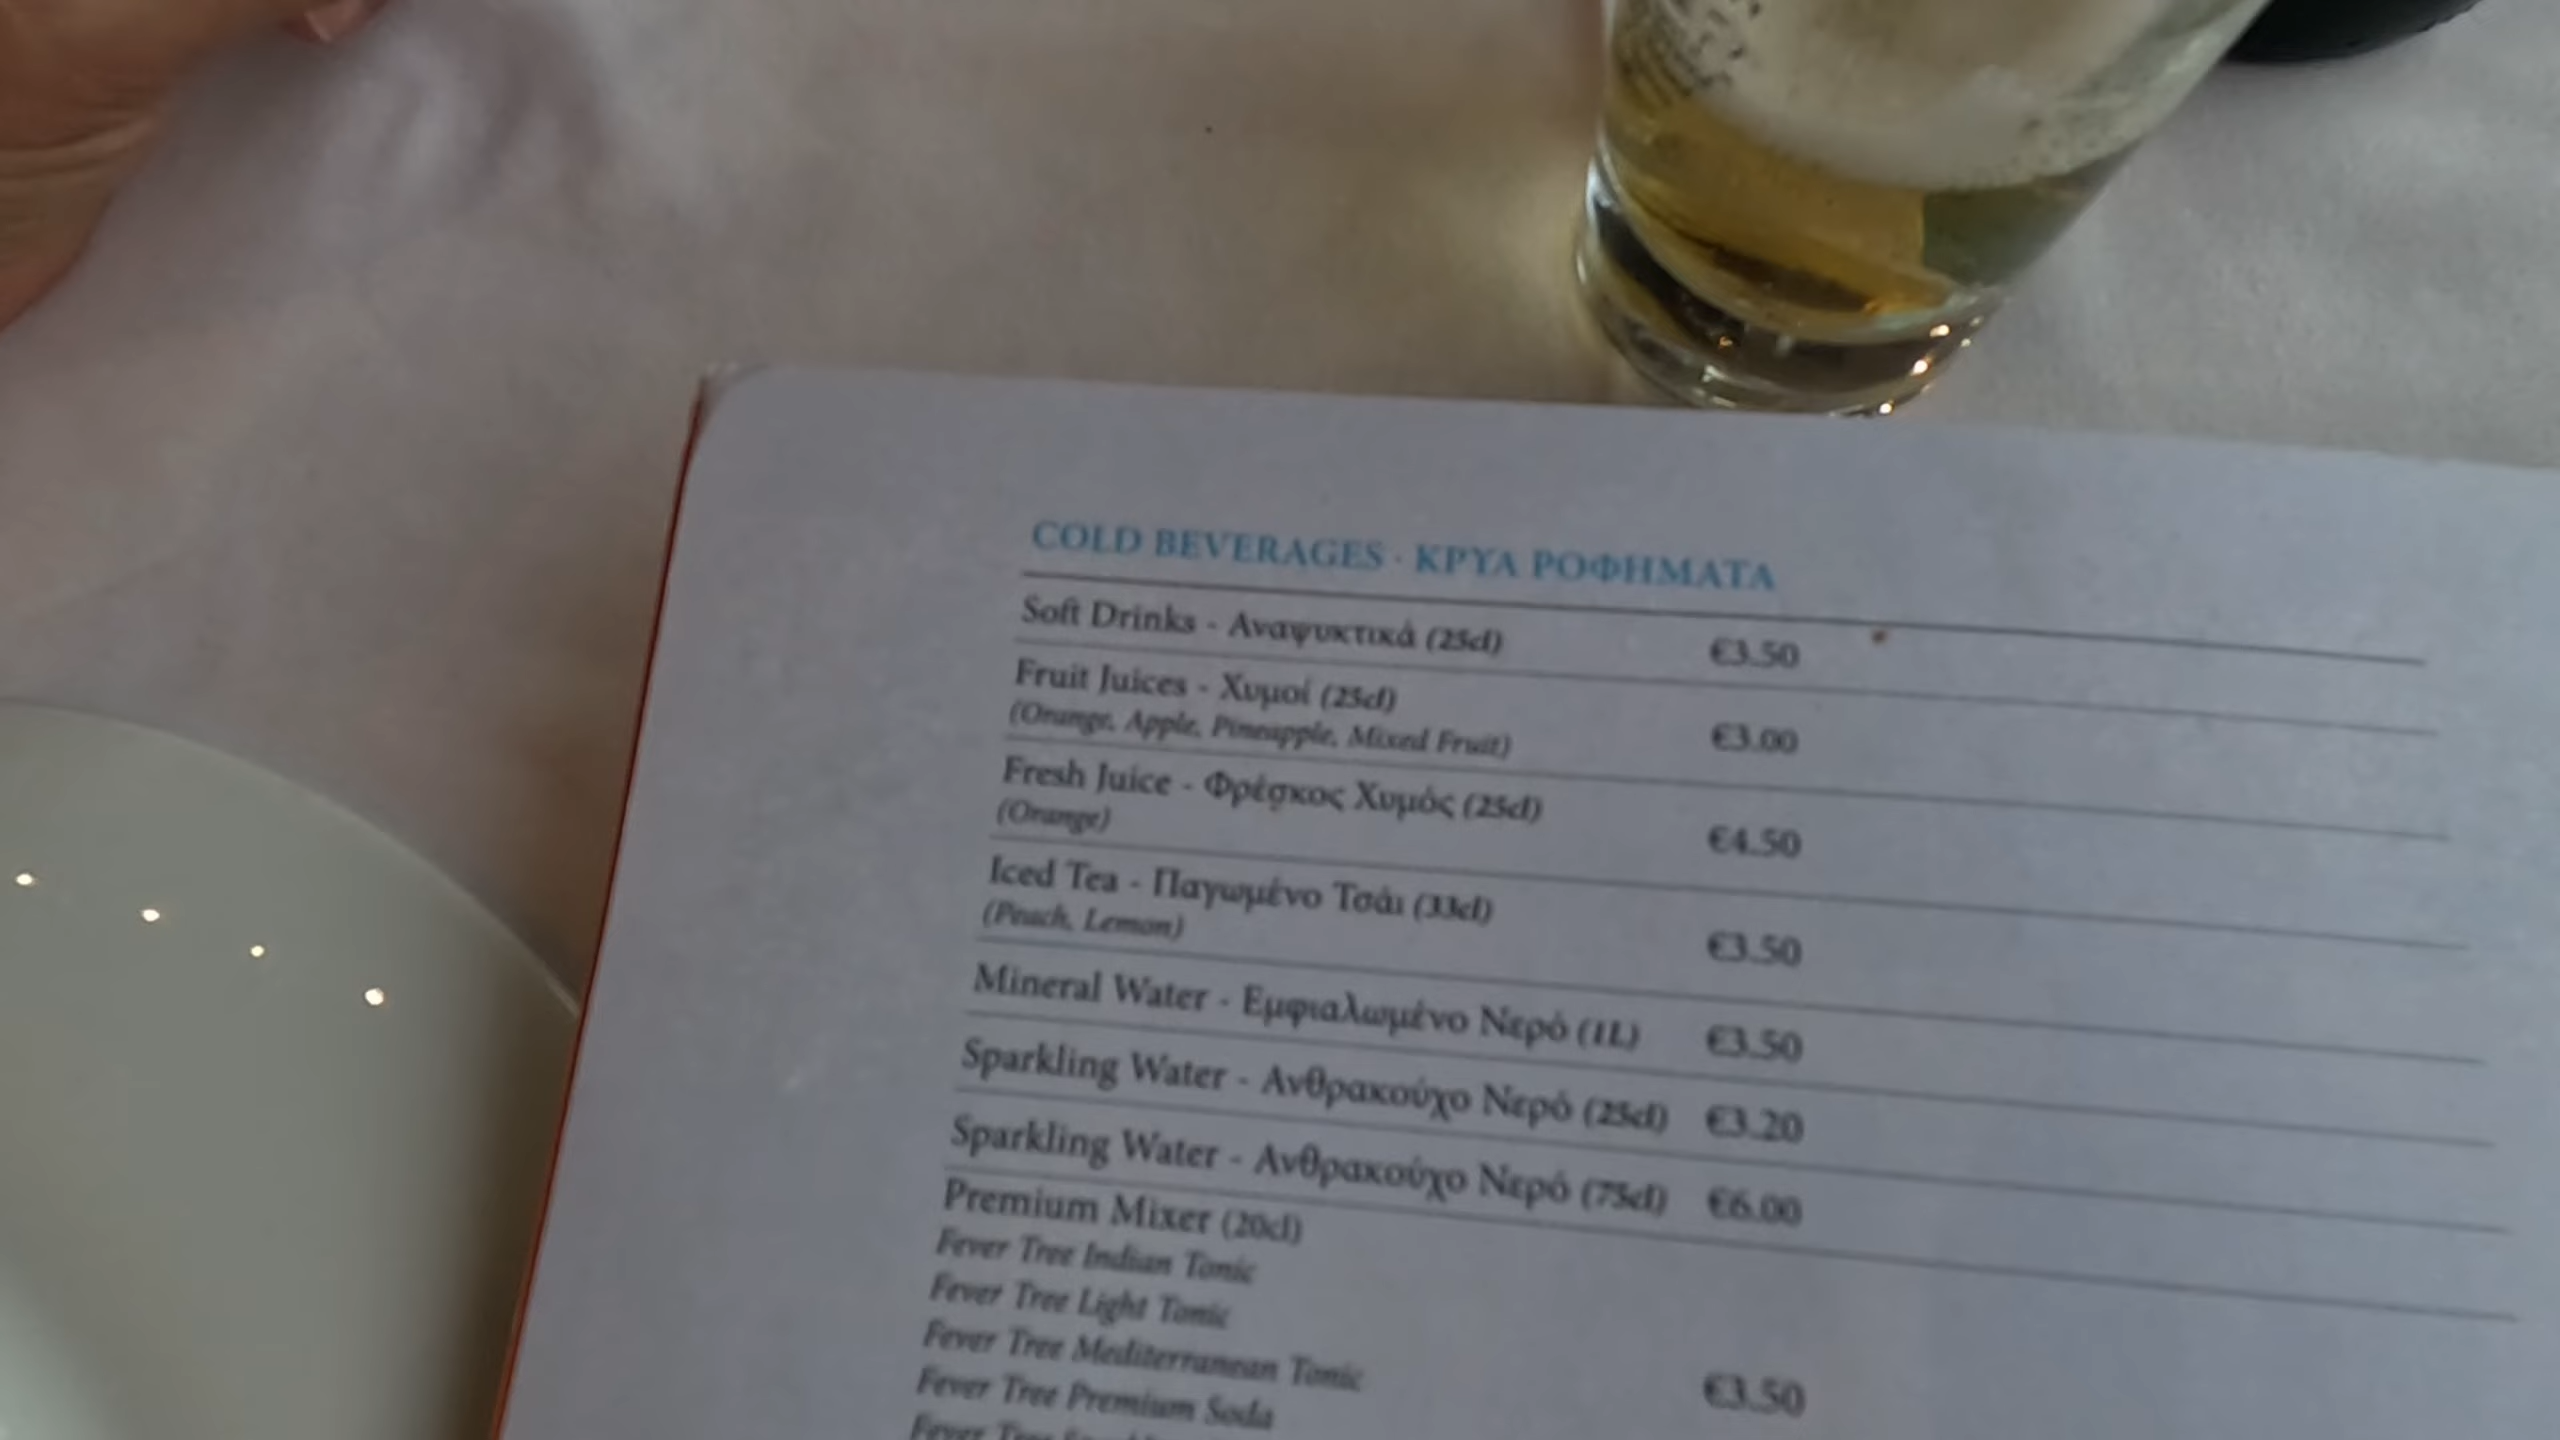 COLD BEVERAGES · ΚΡΥΑ ΡΟΦΗΜΑΤΑ
Soft Drinks - Αναψυκτικά (25cl) €3.50
Fruit Juices - Χυμοί (25cl)
(Orange, Apple, Pineapple, Mixed Fruit) €3.00
Fresh Juice - Φρέσκος Χυμός (25cl)
(Orange) €4.50
Iced Tea - Παγωμένο Τσάι (33cl)
(Peach, Lemon) €3.50
Mineral Water - Εμφιαλωμένο Νερό (1L) €3.50
Sparkling Water - Ανθρακούχο Νερό (25cl) €3.20
Sparkling Water - Ανθρακούχο Νερό (75cl) €6.00
Premium Mixer (20cl)
Fever Tree Indian Tonic
Fever Tree Light Tonic
Fever Tree Mediterranean Tonic
Fever Tree Premium Soda €3.50
Fever Tree